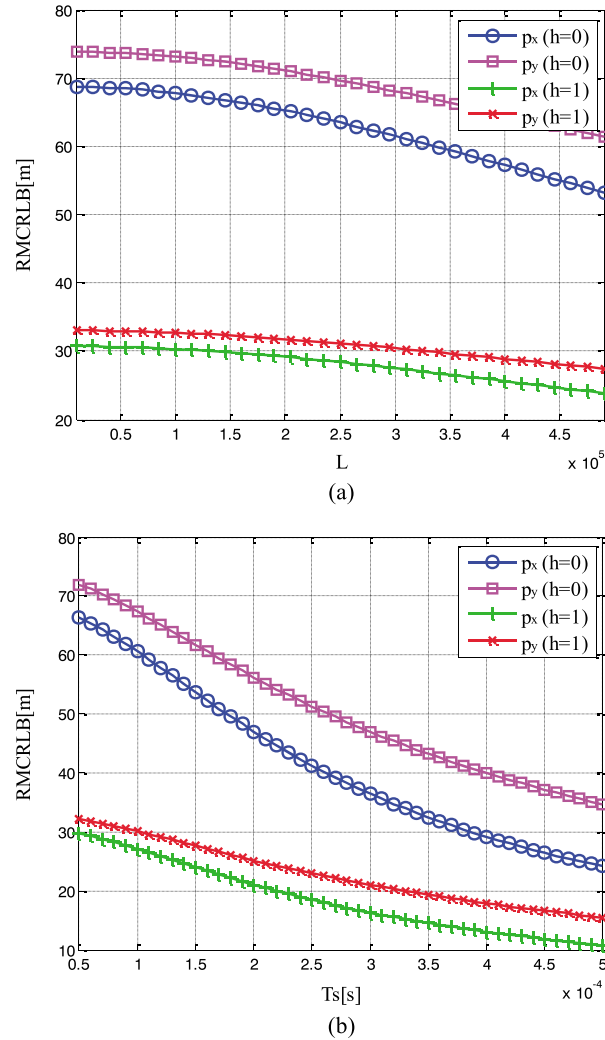 80
70
60
50
40
30
20
RMCRLB[m]
px (h=0)
py (h=0)
px (h=1)
py (h=1)
0.5 1 1.5 2 2.5 3 3.5 4 4.5
L
x 10^5
(a)
80
70
60
50
40
30
20
10
RMCRLB[m]
px (h=0)
py (h=0)
px (h=1)
py (h=1)
0.5 1 1.5 2 2.5 3 3.5 4 4.5 5
Ts[s]
x 10^-4
(b)